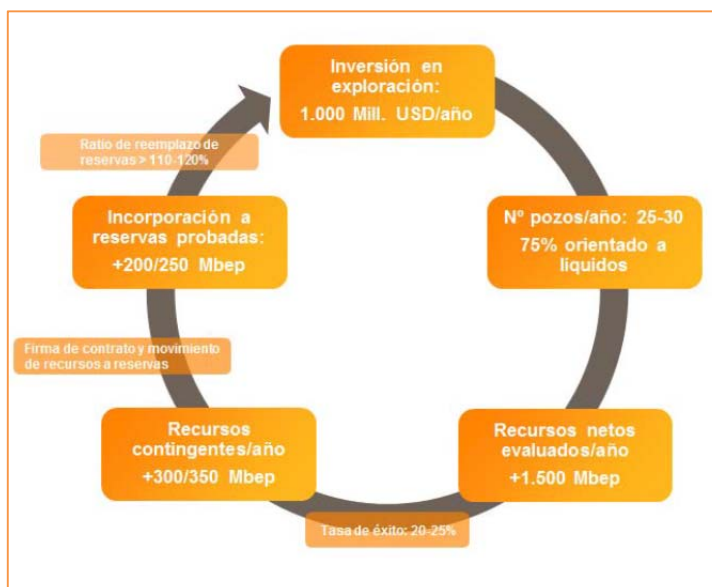 Inversión en
exploración:
1.000 Mill. USD/año
Nº pozos/año: 25-30
75% orientado a
líquidos
Recursos netos
evaluados/año
+1.500 Mbep
Tasa de éxito: 20-25%
Recursos
contingentes/año
+300/350 Mbep
Firma de contrato y movimiento
de recursos a reservas
Incorporación a
reservas probadas:
+200/250 Mbep
Ratio de reemplazo de
reservas > 110-120%